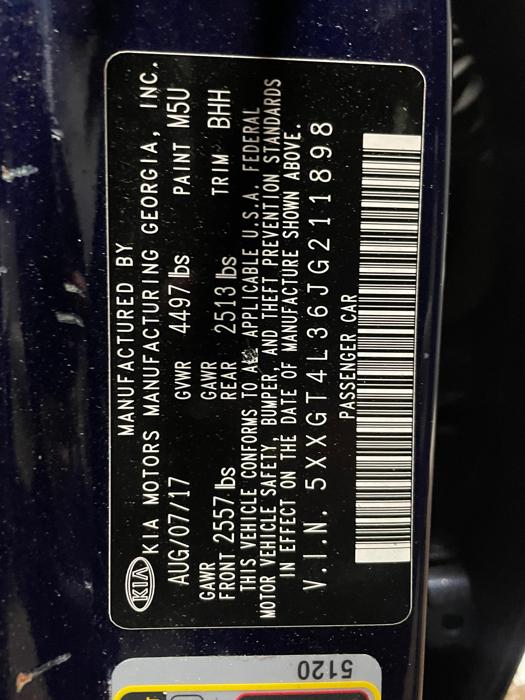 MANUFACTURED BY
KIA KIA MOTORS MANUFACTURING GEORGIA, INC.
AUG/07/17 GVWR 4497 lbs PAINT M5U
GAWR FRONT 2557 lbs GAWR REAR 2513 lbs TRIM BHH
THIS VEHICLE CONFORMS TO ALL APPLICABLE U.S.A. FEDERAL
MOTOR VEHICLE SAFETY, BUMPER, AND THEFT PREVENTION STANDARDS
IN EFFECT ON THE DATE OF MANUFACTURE SHOWN ABOVE.
V.I.N. 5XXGT4L36JG211898
PASSENGER CAR
5120